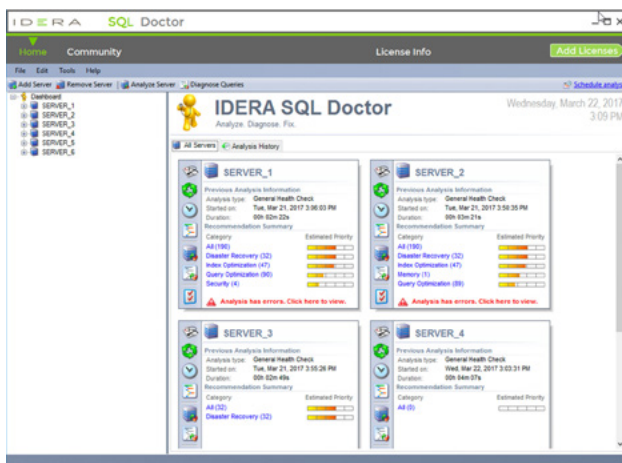 IDERA SQL Doctor
Home Community License Info Add Licenses
File Edit Tools Help
Add Server Remove Server Analyze Server Diagnose Queries Schedule analys
Dashboard
SERVER_1
SERVER_2
SERVER_3
SERVER_4
SERVER_5
SERVER_6
IDERA SQL Doctor
Analyze. Diagnose. Fix.
Wednesday, March 22, 2017
3:09 PM
All Servers Analysis History
SERVER_1
Previous Analysis Information
Analysis type: General Health Check
Started on: Tue, Mar 21, 2017 3:06:03 PM
Duration: 00h 02m 22s
Recommendation Summary
Category Estimated Priority
All (190)
Disaster Recovery (32)
Index Optimization (47)
Query Optimization (90)
Security (4)
Analysis has errors. Click here to view.
SERVER_2
Previous Analysis Information
Analysis type: General Health Check
Started on: Tue, Mar 21, 2017 3:58:35 PM
Duration: 00h 03m 21s
Recommendation Summary
Category Estimated Priority
All (190)
Disaster Recovery (32)
Index Optimization (47)
Memory (1)
Query Optimization (89)
Analysis has errors. Click here to view.
SERVER_3
Previous Analysis Information
Analysis type: General Health Check
Started on: Tue, Mar 21, 2017 3:55:26 PM
Duration: 00h 02m 49s
Recommendation Summary
Category Estimated Priority
All (32)
Disaster Recovery (32)
SERVER_4
Previous Analysis Information
Analysis type: General Health Check
Started on: Wed, Mar 22, 2017 3:03:31 PM
Duration: 00h 04m 07s
Recommendation Summary
Category Estimated Priority
All (0)